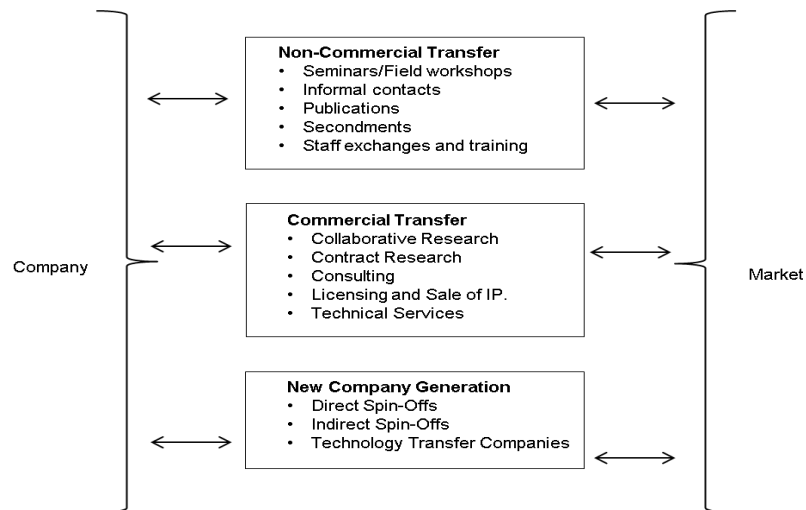 Non-Commercial Transfer
• Seminars/Field workshops
• Informal contacts
• Publications
• Secondments
• Staff exchanges and training
Commercial Transfer
• Collaborative Research
• Contract Research
• Consulting
• Licensing and Sale of IP.
• Technical Services
Company
Market
New Company Generation
• Direct Spin-Offs
• Indirect Spin-Offs
• Technology Transfer Companies